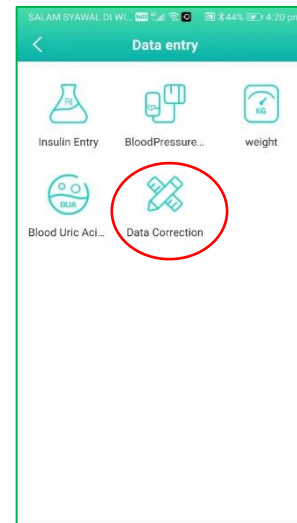 SALAM SYAWAL DI WI... 44% 4:20 pm
Data entry
RI
KG
Insulin Entry BloodPressure... weight
BUA
Blood Uric Aci... Data Correction